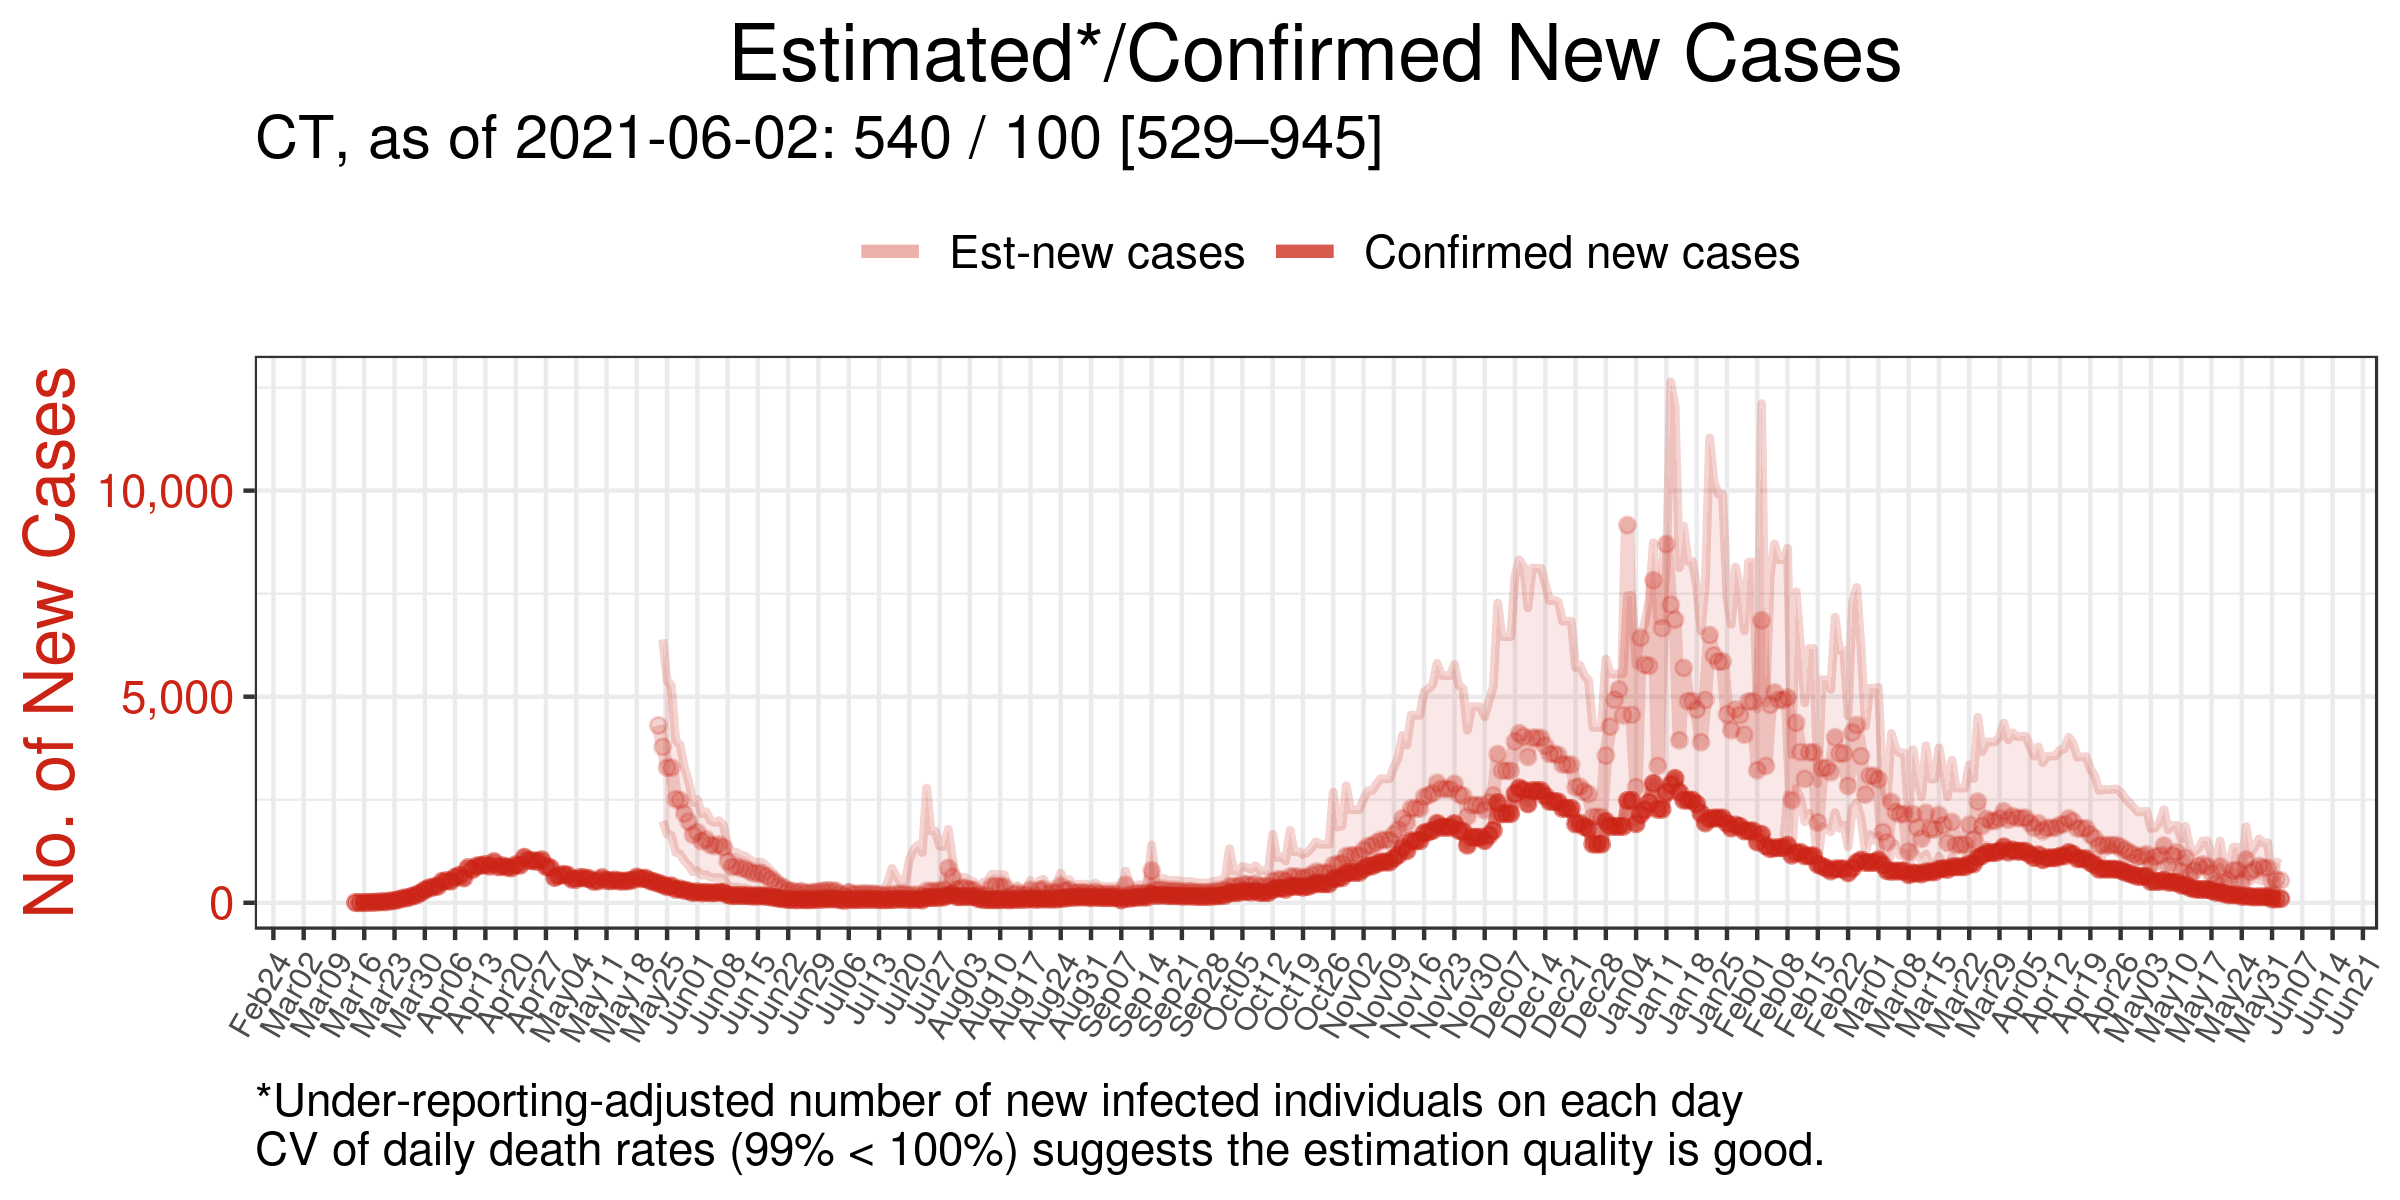 Estimated*/Confirmed New Cases
CT, as of 2021-06-02: 540 / 100 [529–945]
Est-new cases Confirmed new cases
No. of New Cases
10,000
5,000
0
Feb24 Mar02 Mar09 Mar16 Mar23 Mar30 Apr06 Apr13 Apr20 Apr27 May04 May11 May18 May25 Jun01 Jun08 Jun15 Jun22 Jun29 Jul06 Jul13 Jul20 Jul27 Aug03 Aug10 Aug17 Aug24 Aug31 Sep07 Sep14 Sep21 Sep28 Oct05 Oct12 Oct19 Oct26 Nov02 Nov09 Nov16 Nov23 Nov30 Dec07 Dec14 Dec21 Dec28 Jan04 Jan11 Jan18 Jan25 Feb01 Feb08 Feb15 Feb22 Mar01 Mar08 Mar15 Mar22 Mar29 Apr05 Apr12 Apr19 Apr26 May03 May10 May17 May24 May31 Jun07 Jun14 Jun21
*Under-reporting-adjusted number of new infected individuals on each day
CV of daily death rates (99% < 100%) suggests the estimation quality is good.